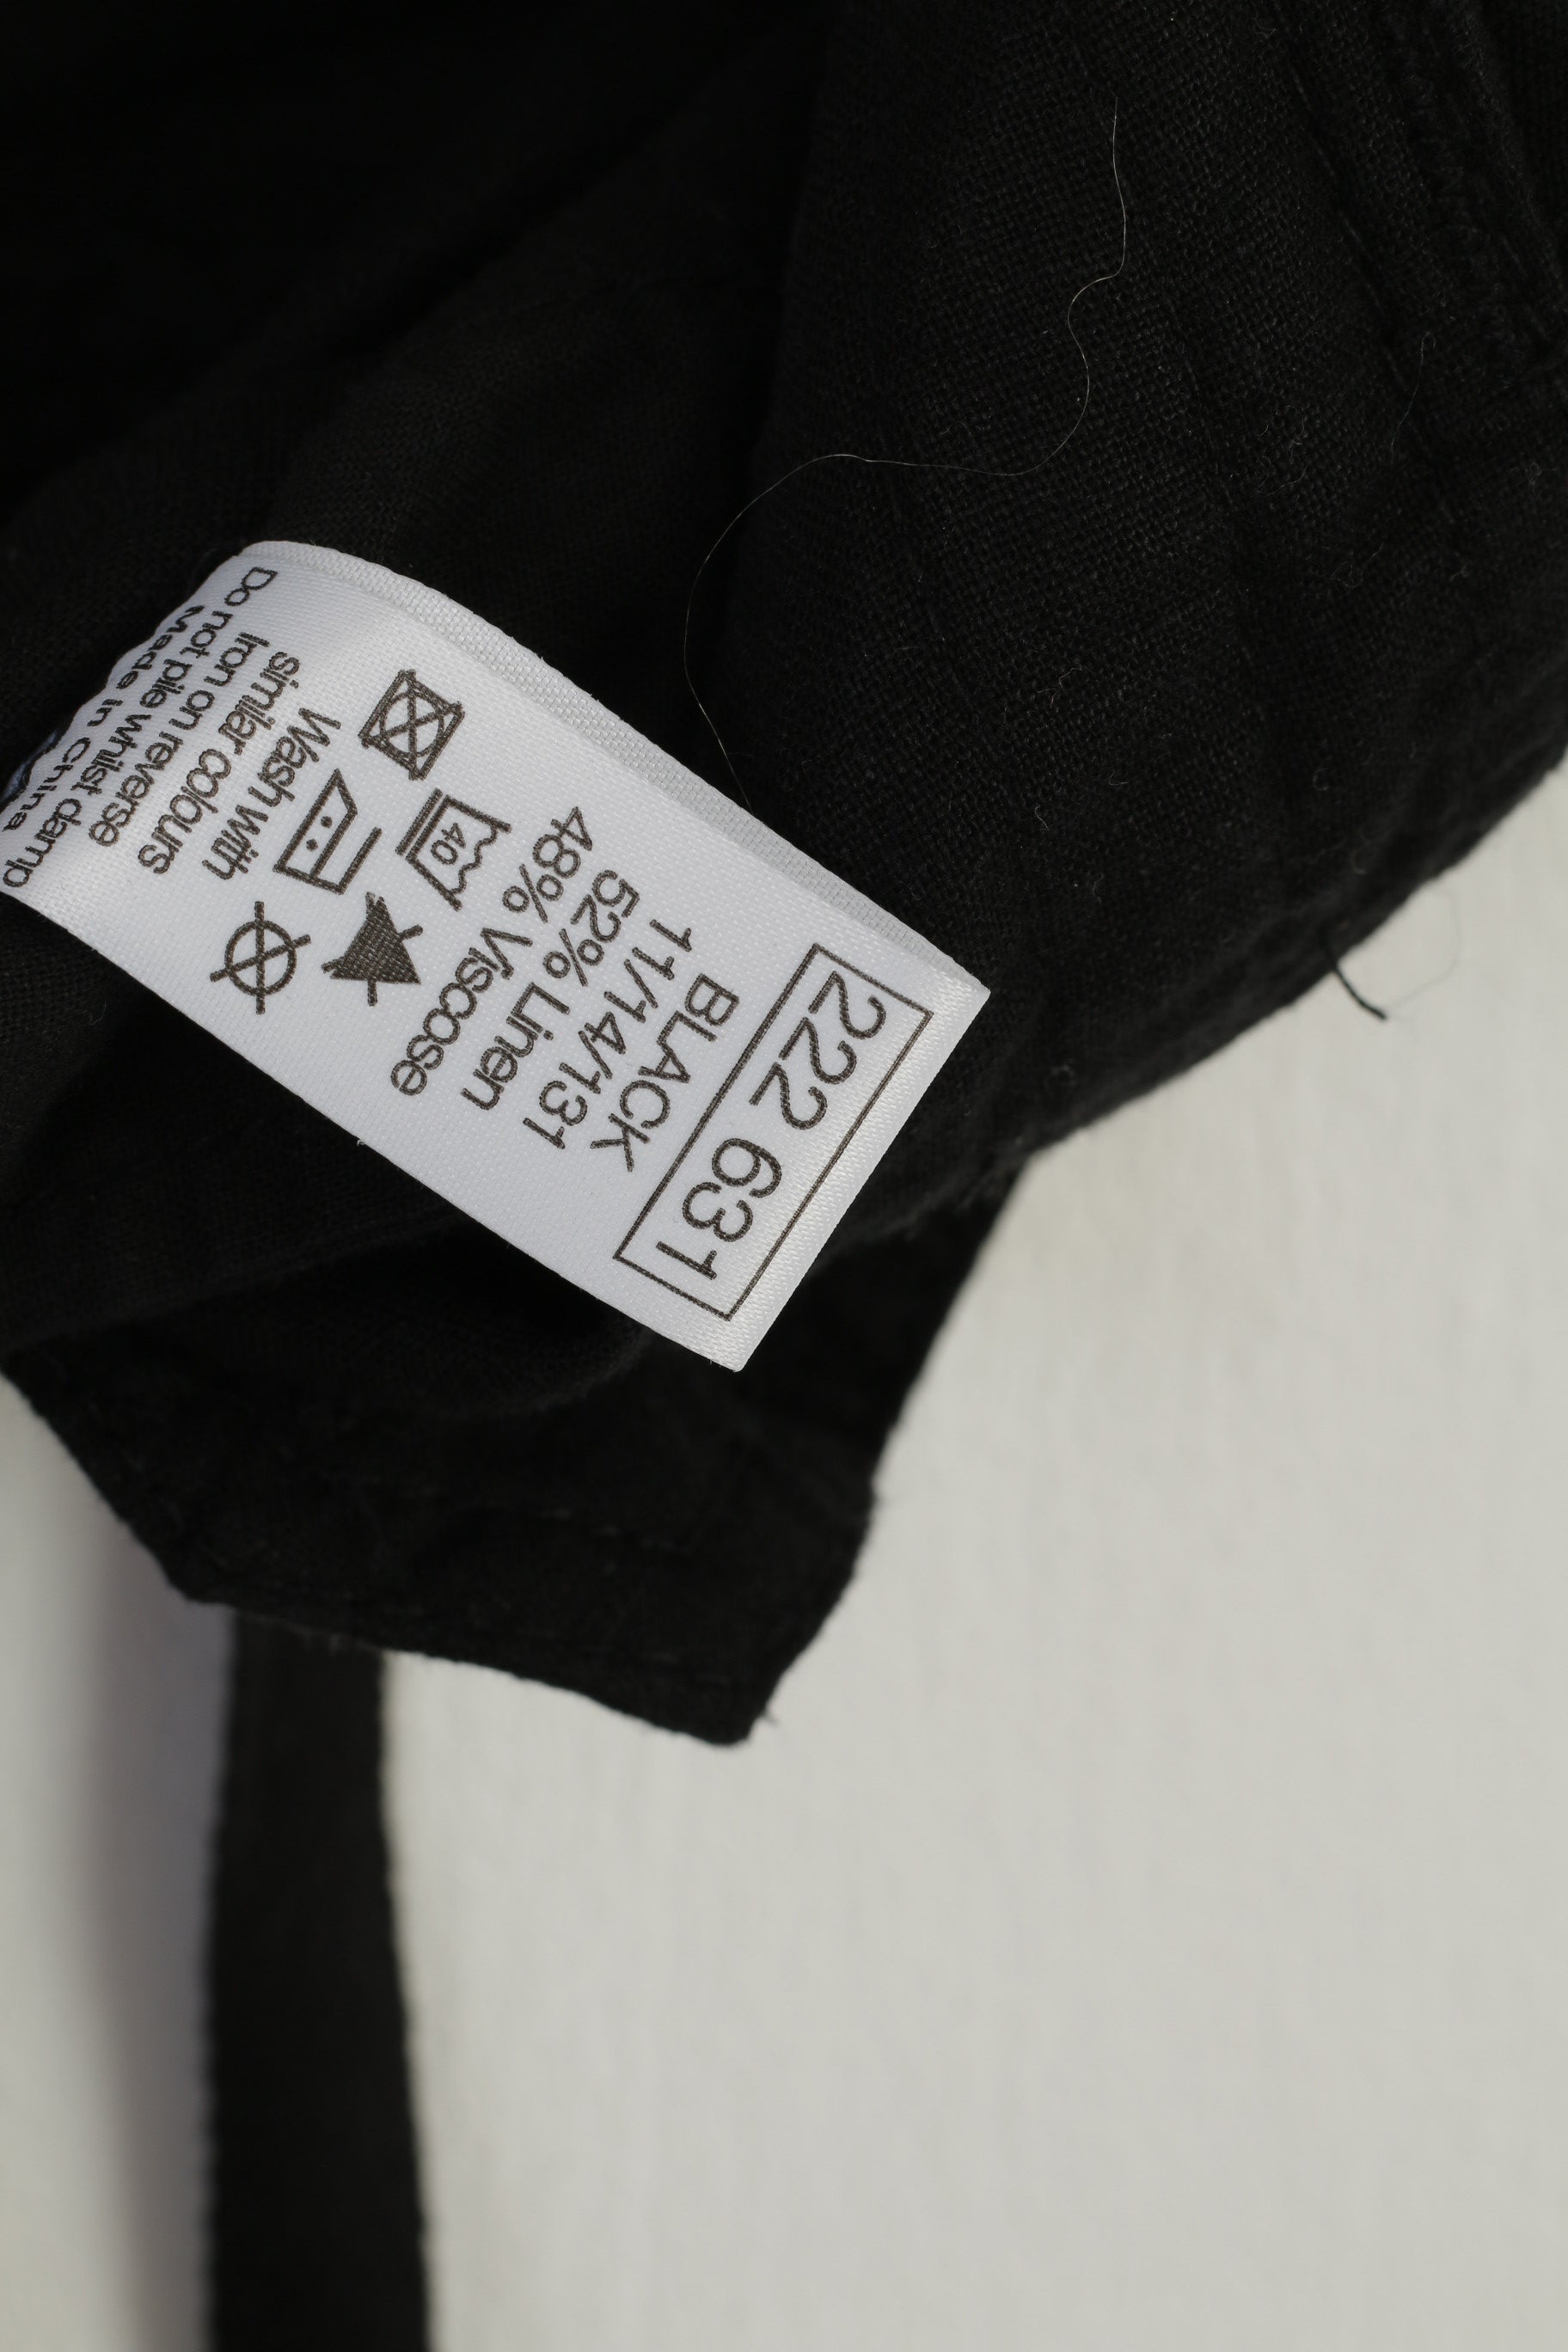 222 631
BLACK
11/14/131
52% Linen
48% Viscose
40
Wash with
similar colours
Iron on reverse
Do not pile whilst damp
Made in China